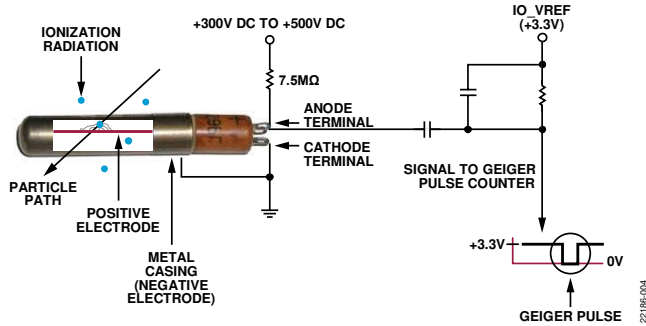 IONIZATION
RADIATION
+300V DC TO +500V DC
IO_VREF
(+3.3V)
7.5MΩ
ANODE
TERMINAL
CATHODE
TERMINAL
PARTICLE
PATH
POSITIVE
ELECTRODE
METAL
CASING
(NEGATIVE
ELECTRODE)
SIGNAL TO GEIGER
PULSE COUNTER
+3.3V
0V
GEIGER PULSE
22186-004